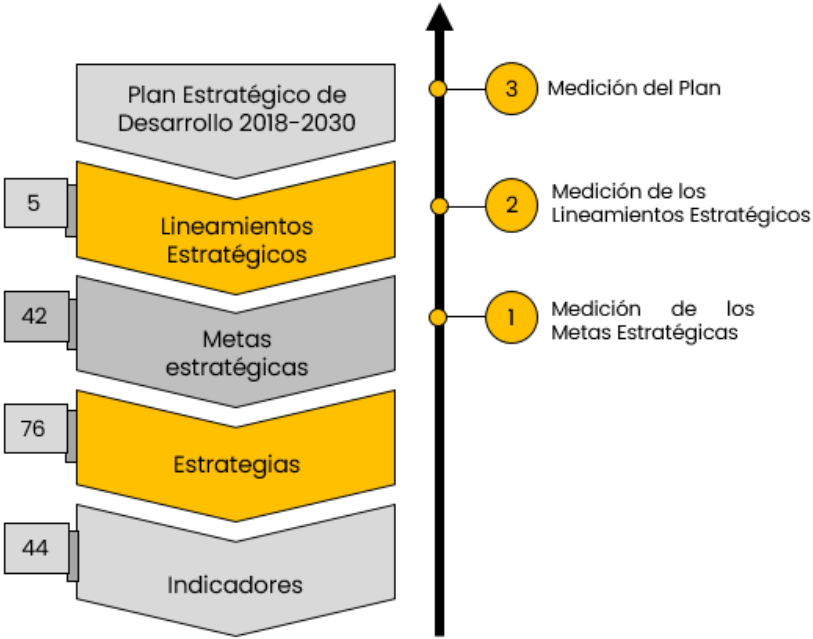 Plan Estratégico de
Desarrollo 2018-2030
5
Lineamientos
Estratégicos
42
Metas
estratégicas
76
Estrategias
44
Indicadores
3
Medición del Plan
2
Medición de los
Lineamientos Estratégicos
1
Medición de los
Metas Estratégicas